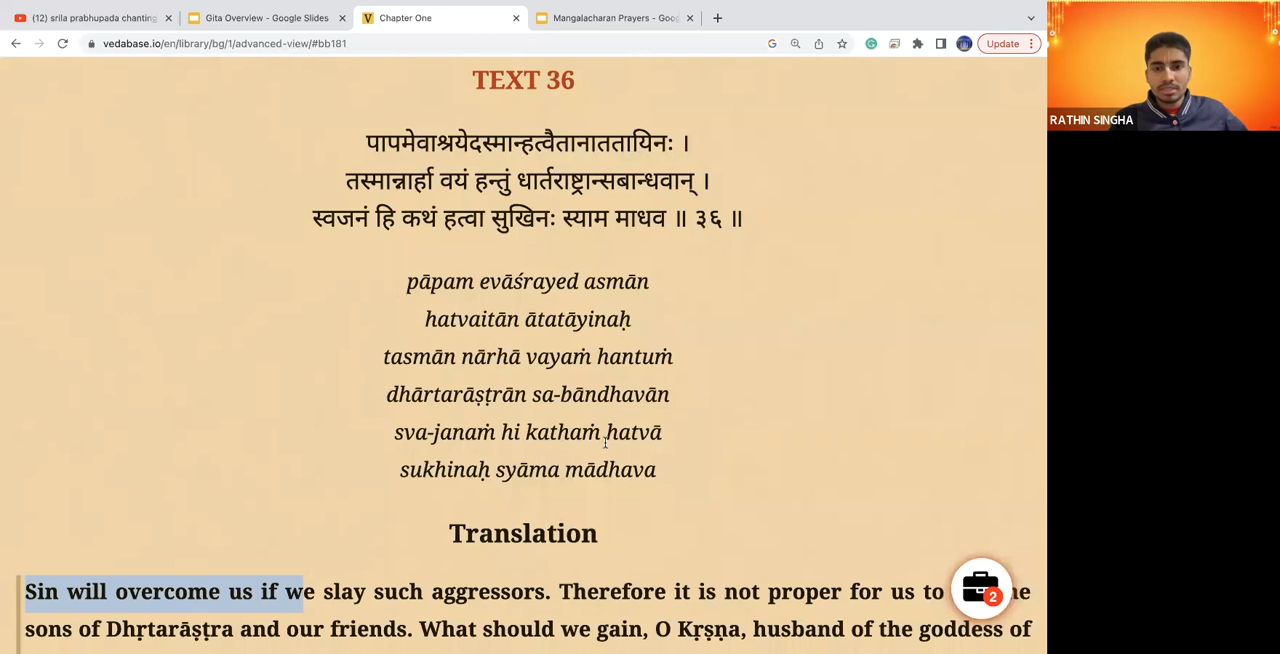 (12) srila prabhupada chanting
Gita Overview - Google Slides
Chapter One
Mangalacharan Prayers - Goog
vedabase.io/en/library/bg/1/advanced-view/#bb181
Update
RATHIN SINGHA
TEXT 36
पापमेवाश्रयेदस्मान्हत्वैतानाततायिनः ।
तस्मान्नार्हा वयं हन्तुं धार्तराष्ट्रान्सबान्धवान् ।
स्वजनं हि कथं हत्वा सुखिनः स्याम माधव ॥ ३६ ॥
pāpam evāśrayed asmān
hatvaitān ātatāyinaḥ
tasmān nārhā vayaṁ hantuṁ
dhārtarāṣṭrān sa-bāndhavān
sva-janaṁ hi kathaṁ hatvā
sukhinaḥ syāma mādhava
Translation
Sin will overcome us if we slay such aggressors. Therefore it is not proper for us to
sons of Dhṛtarāṣṭra and our friends. What should we gain, O Kṛṣṇa, husband of the goddess of
2